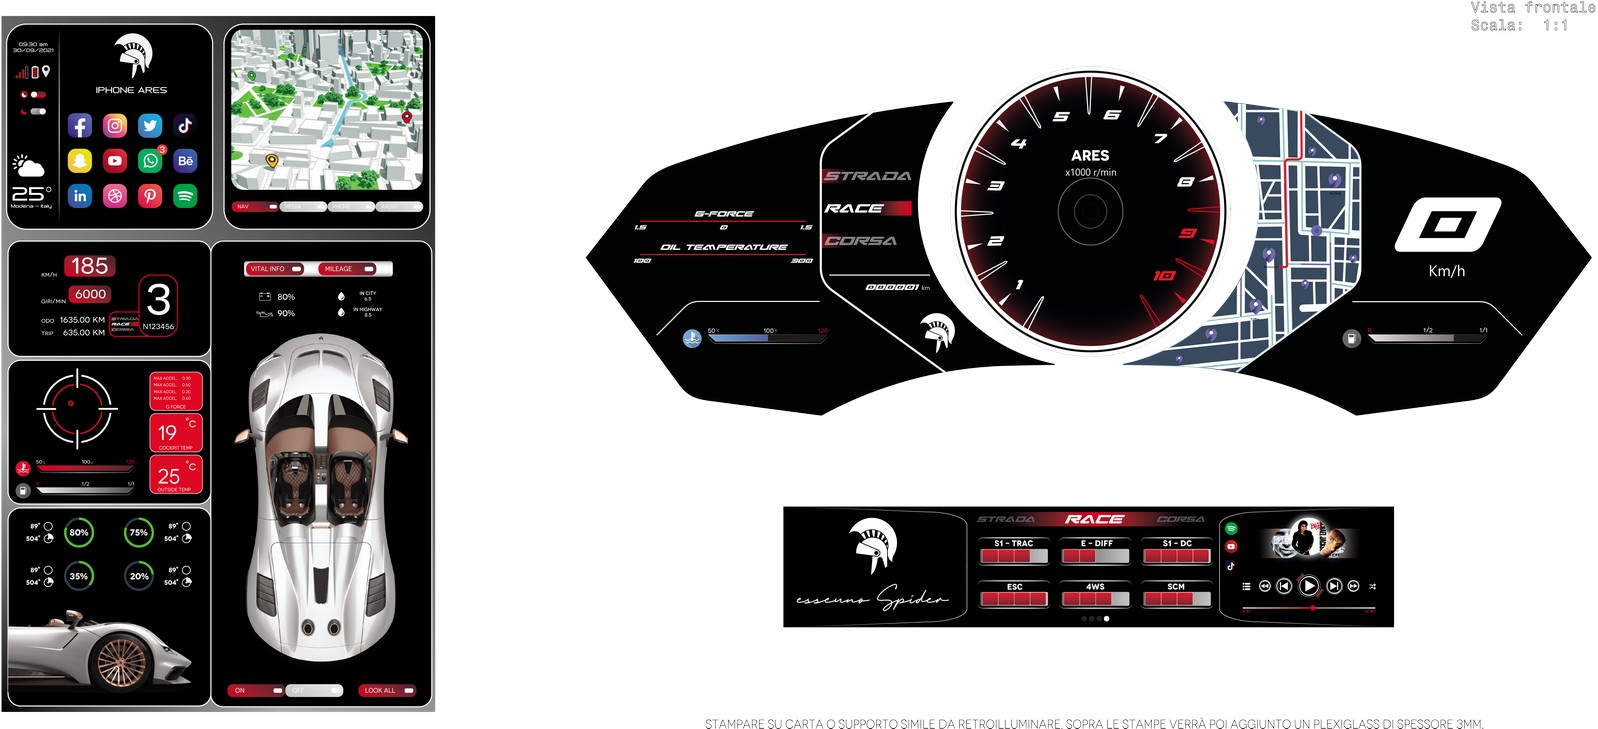 Vista frontale
Scala: 1:1
09:30 am
30/09/2021
IPHONE ARES
3
Bē
in
25°
Modena - Italy
NAV
MEDIA
PHONE
RADIO
KM/H 185
GIRI/MIN 6000
ODO 1635.00 KM
TRIP 635.00 KM
STRADA
RACE
CORSA
3
N123456
MAX ACCEL. 0.30
MAX ACCEL. 0.50
MAX ACCEL. 0.20
MAX ACCEL. 0.60
G FORCE
19 °C
COCKPIT TEMP
25 °C
OUTSIDE TEMP
50 100 120
0 1/2 1/1
89° 80% 75% 89°
504° 504°
89° 35% 20% 89°
504° 504°
VITAL INFO MILEAGE
80% IN CITY
6.5
90% IN HIGHWAY
8.5
ON OFF LOOK ALL
G-FORCE
1.5 0 1.5
OIL TEMPERATURE
100 300
STRADA
RACE
CORSA
000001 km
50 100 120
1 2 3 4 5 6 7 8 9 10
ARES
x1000 r/min
0
Km/h
0 1/2 1/1
esseuno Spider
STRADA RACE CORSA
S1 - TRAC E - DIFF S1 - DC
ESC 4WS SCM
STAMPARE SU CARTA O SUPPORTO SIMILE DA RETROILLUMINARE. SOPRA LE STAMPE VERRÀ POI AGGIUNTO UN PLEXIGLASS DI SPESSORE 3MM.